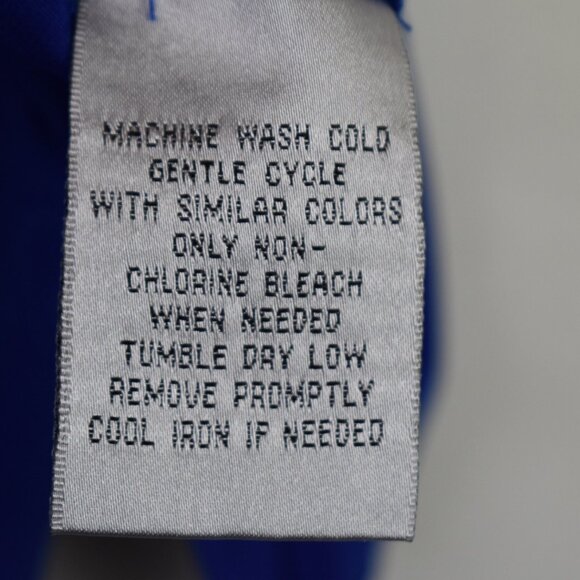 MACHINE WASH COLD
GENTLE CYCLE
WITH SIMILAR COLORS
ONLY NON-
CHLORINE BLEACH
WHEN NEEDED
TUMBLE DRY LOW
REMOVE PROMPTLY
COOL IRON IF NEEDED